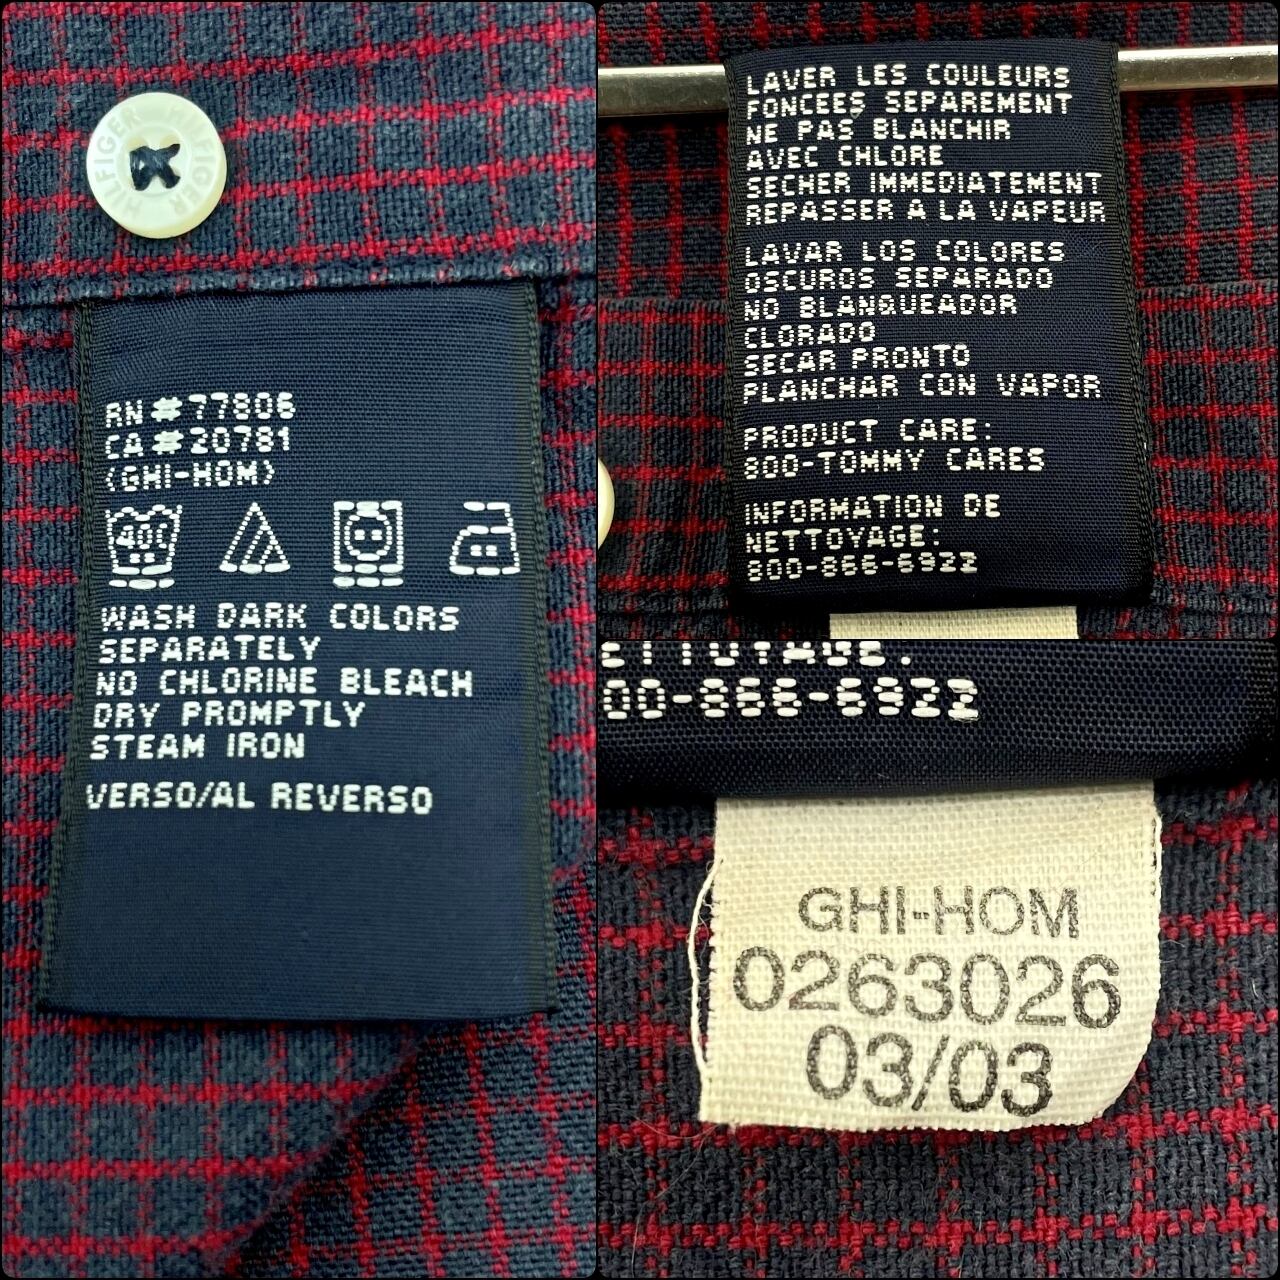 HILFIGER HILFIGER
RN #77806
CA #20781
(GHI-HOM)
40C
WASH DARK COLORS
SEPARATELY
NO CHLORINE BLEACH
DRY PROMPTLY
STEAM IRON
VERSO/AL REVERSO
LAVER LES COULEURS
FONCEES SEPAREMENT
NE PAS BLANCHIR
AVEC CHLORE
SECHER IMMEDIATEMENT
REPASSER A LA VAPEUR
LAVAR LOS COLORES
OSCUROS SEPARADO
NO BLANQUEADOR
CLORADO
SECAR PRONTO
PLANCHAR CON VAPOR
PRODUCT CARE:
800-TOMMY CARES
INFORMATION DE
NETTOYAGE:
800-866-6922
ETTOYAGE:
00-866-6922
GHI-HOM
0263026
03/03